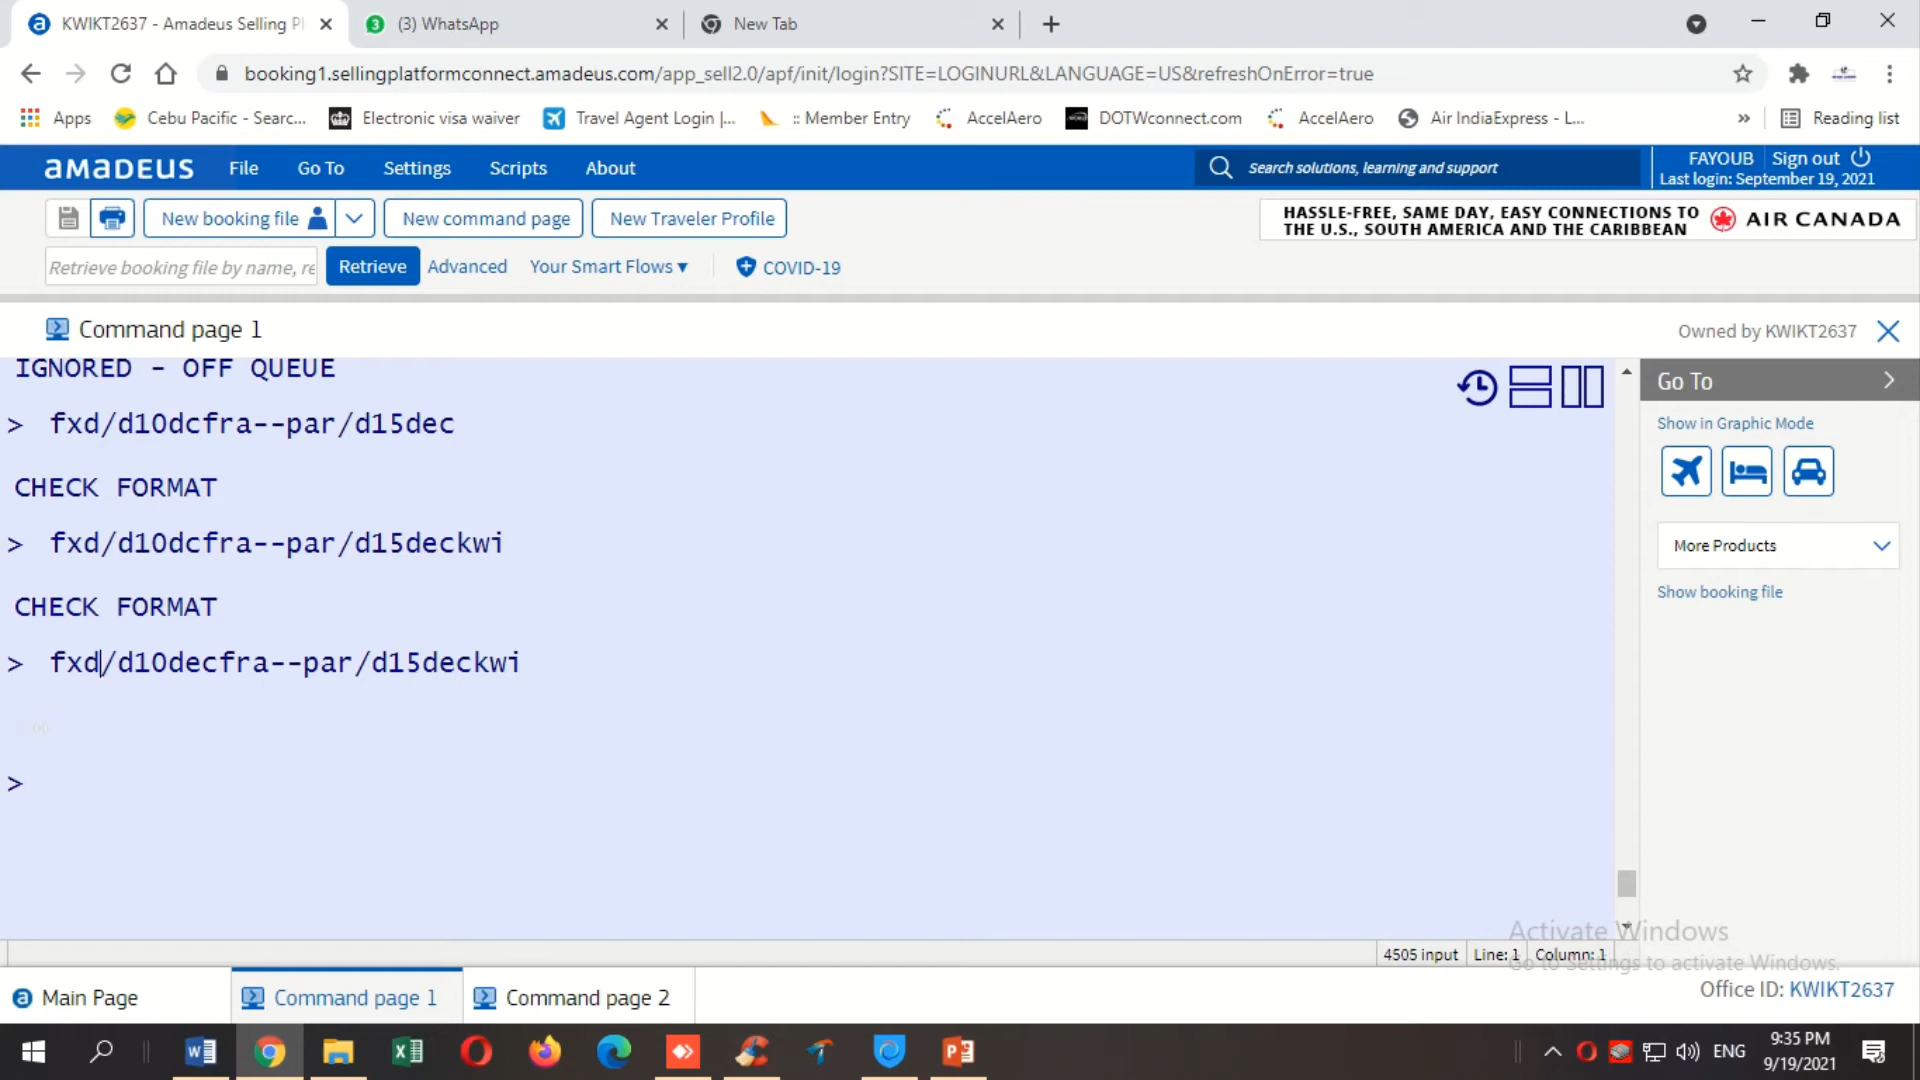 KWIKT2637 - Amadeus Selling Pl
(3) WhatsApp
New Tab
booking1.sellingplatformconnect.amadeus.com/app_sell2.0/apf/init/login?SITE=LOGINURL&LANGUAGE=US&refreshOnError=true
Apps
Cebu Pacific - Searc...
Electronic visa waiver
Travel Agent Login |...
:: Member Entry
AccelAero
DOTWconnect.com
AccelAero
Air IndiaExpress - L...
»
Reading list
amadeus
File
Go To
Settings
Scripts
About
Search solutions, learning and support
FAYOUB
Sign out
Last login: September 19, 2021
New booking file
New command page
New Traveler Profile
HASSLE-FREE, SAME DAY, EASY CONNECTIONS TO
THE U.S., SOUTH AMERICA AND THE CARIBBEAN
AIR CANADA
Retrieve booking file by name, re
Retrieve
Advanced
Your Smart Flows
COVID-19
Command page 1
Owned by KWIKT2637
IGNORED - OFF QUEUE
> fxd/d10dcfra--par/d15dec
CHECK FORMAT
> fxd/d10dcfra--par/d15deckwi
CHECK FORMAT
> fxd/d10decfra--par/d15deckwi
>
Go To
Show in Graphic Mode
More Products
Show booking file
Activate Windows
Go to Settings to activate Windows.
4505 input
Line: 1
Column: 1
Main Page
Command page 1
Command page 2
Office ID: KWIKT2637
ENG
9:35 PM
9/19/2021